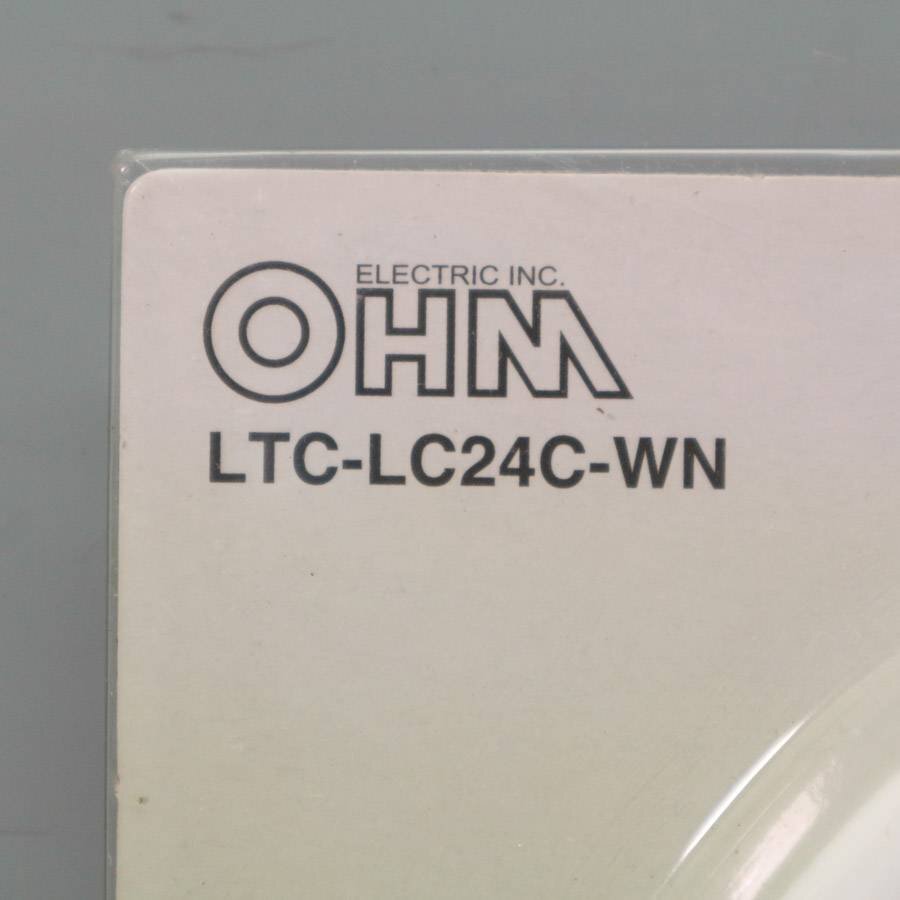 ELECTRIC INC.
OHM
LTC-LC24C-WN